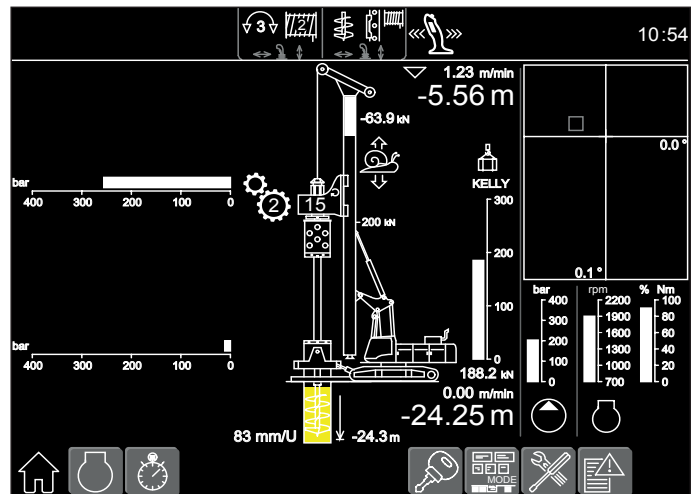 3 2 10:54
1.23 m/min
-5.56 m
-63.9 kN
0.0 °
bar
400 300 200 100 0
2 15
KELLY
300
200
100
0
-200 kN
0.1 °
bar
400
300
200
100
0
rpm
2200
1900
1600
1300
1000
700
% Nm
100
80
60
40
20
0
bar
400 300 200 100 0
188.2 kN
0.00 m/min
-24.25 m
83 mm/U -24.3 m
MODE